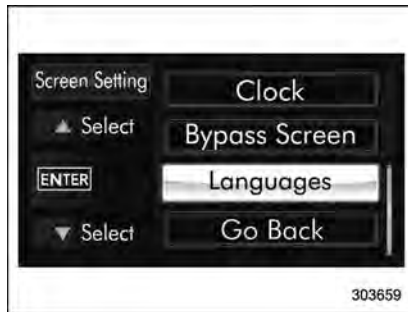 Screen Setting
Clock
▲ Select
Bypass Screen
ENTER
Languages
▼ Select
Go Back
303659